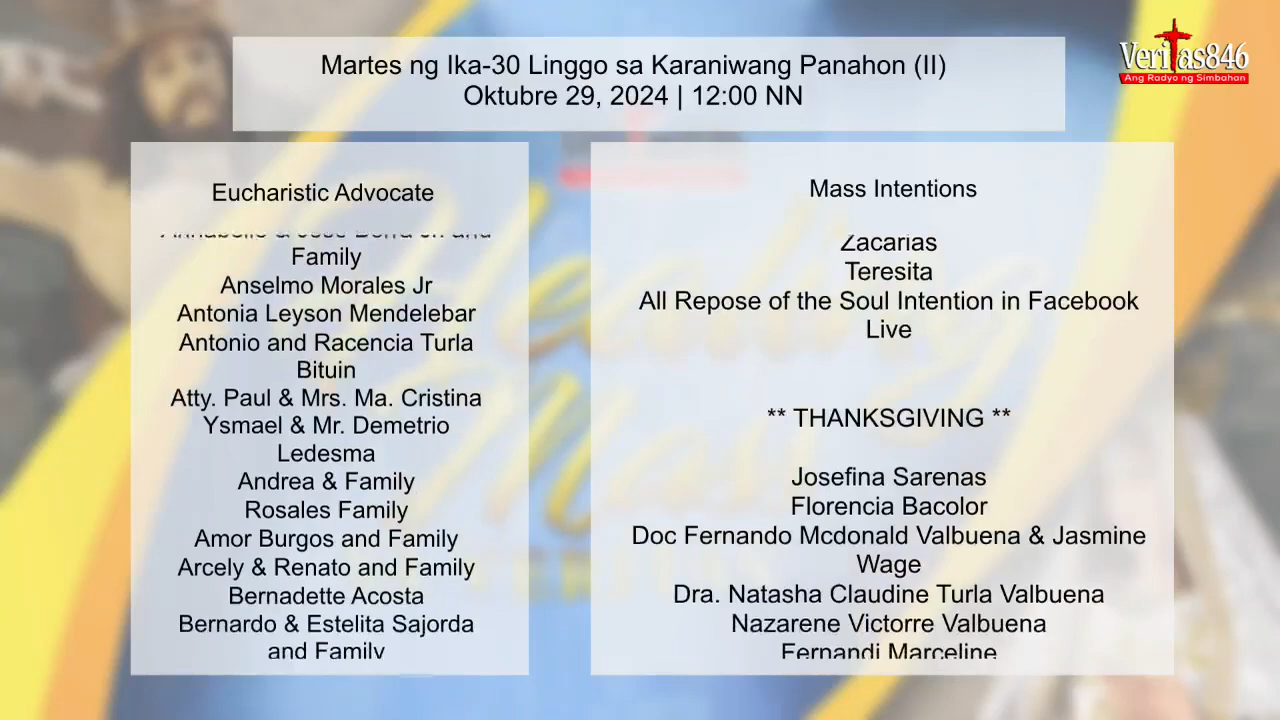 Martes ng Ika-30 Linggo sa Karaniwang Panahon (II)
Oktubre 29, 2024 | 12:00 NN
Veritas846
Ang Radyo ng Simbahan
Eucharistic Advocate
Family
Anselmo Morales Jr
Antonia Leyson Mendelebar
Antonio and Racencia Turla
Bituin
Atty. Paul & Mrs. Ma. Cristina
Ysmael & Mr. Demetrio
Ledesma
Andrea & Family
Rosales Family
Amor Burgos and Family
Arcely & Renato and Family
Bernadette Acosta
Bernardo & Estelita Sajorda
and Family
Mass Intentions
Zacarias
Teresita
All Repose of the Soul Intention in Facebook
Live
** THANKSGIVING **
Josefina Sarenas
Florencia Bacolor
Doc Fernando Mcdonald Valbuena & Jasmine
Wage
Dra. Natasha Claudine Turla Valbuena
Nazarene Victorre Valbuena
Fernandi Marceline